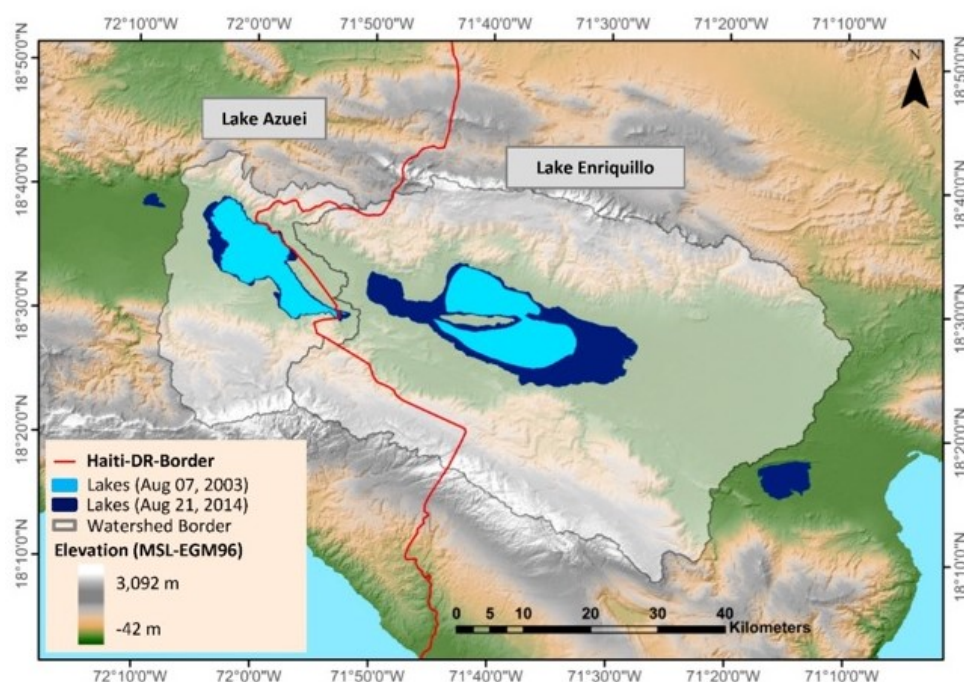 72°10'0"W 72°0'0"W 71°50'0"W 71°40'0"W 71°30'0"W 71°20'0"W 71°10'0"W
18°50'0"N
18°50'0"N
N
Lake Azuei
Lake Enriquillo
18°40'0"N
18°40'0"N
18°30'0"N
18°30'0"N
18°20'0"N
18°20'0"N
18°10'0"N
18°10'0"N
Haiti-DR-Border
Lakes (Aug 07, 2003)
Lakes (Aug 21, 2014)
Watershed Border
Elevation (MSL-EGM96)
3,092 m
-42 m
0 5 10 20 30 40
Kilometers
72°10'0"W 72°0'0"W 71°50'0"W 71°40'0"W 71°30'0"W 71°20'0"W 71°10'0"W